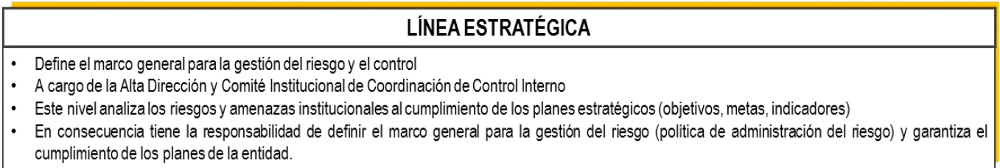 LÍNEA ESTRATÉGICA
• Define el marco general para la gestión del riesgo y el control
• A cargo de la Alta Dirección y Comité Institucional de Coordinación de Control Interno
• Este nivel analiza los riesgos y amenazas institucionales al cumplimiento de los planes estratégicos (objetivos, metas, indicadores)
• En consecuencia tiene la responsabilidad de definir el marco general para la gestión del riesgo (política de administración del riesgo) y garantiza el
cumplimiento de los planes de la entidad.